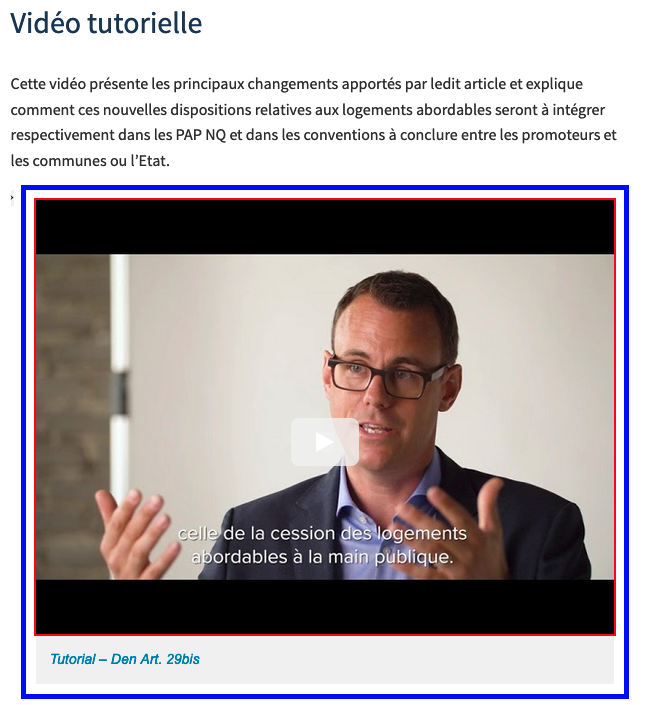 Vidéo tutorielle
Cette vidéo présente les principaux changements apportés par ledit article et explique
comment ces nouvelles dispositions relatives aux logements abordables seront à intégrer
respectivement dans les PAP NQ et dans les conventions à conclure entre les promoteurs et
les communes ou l’Etat.
celle de la cession des logements
abordables à la main publique.
Tutorial – Den Art. 29bis